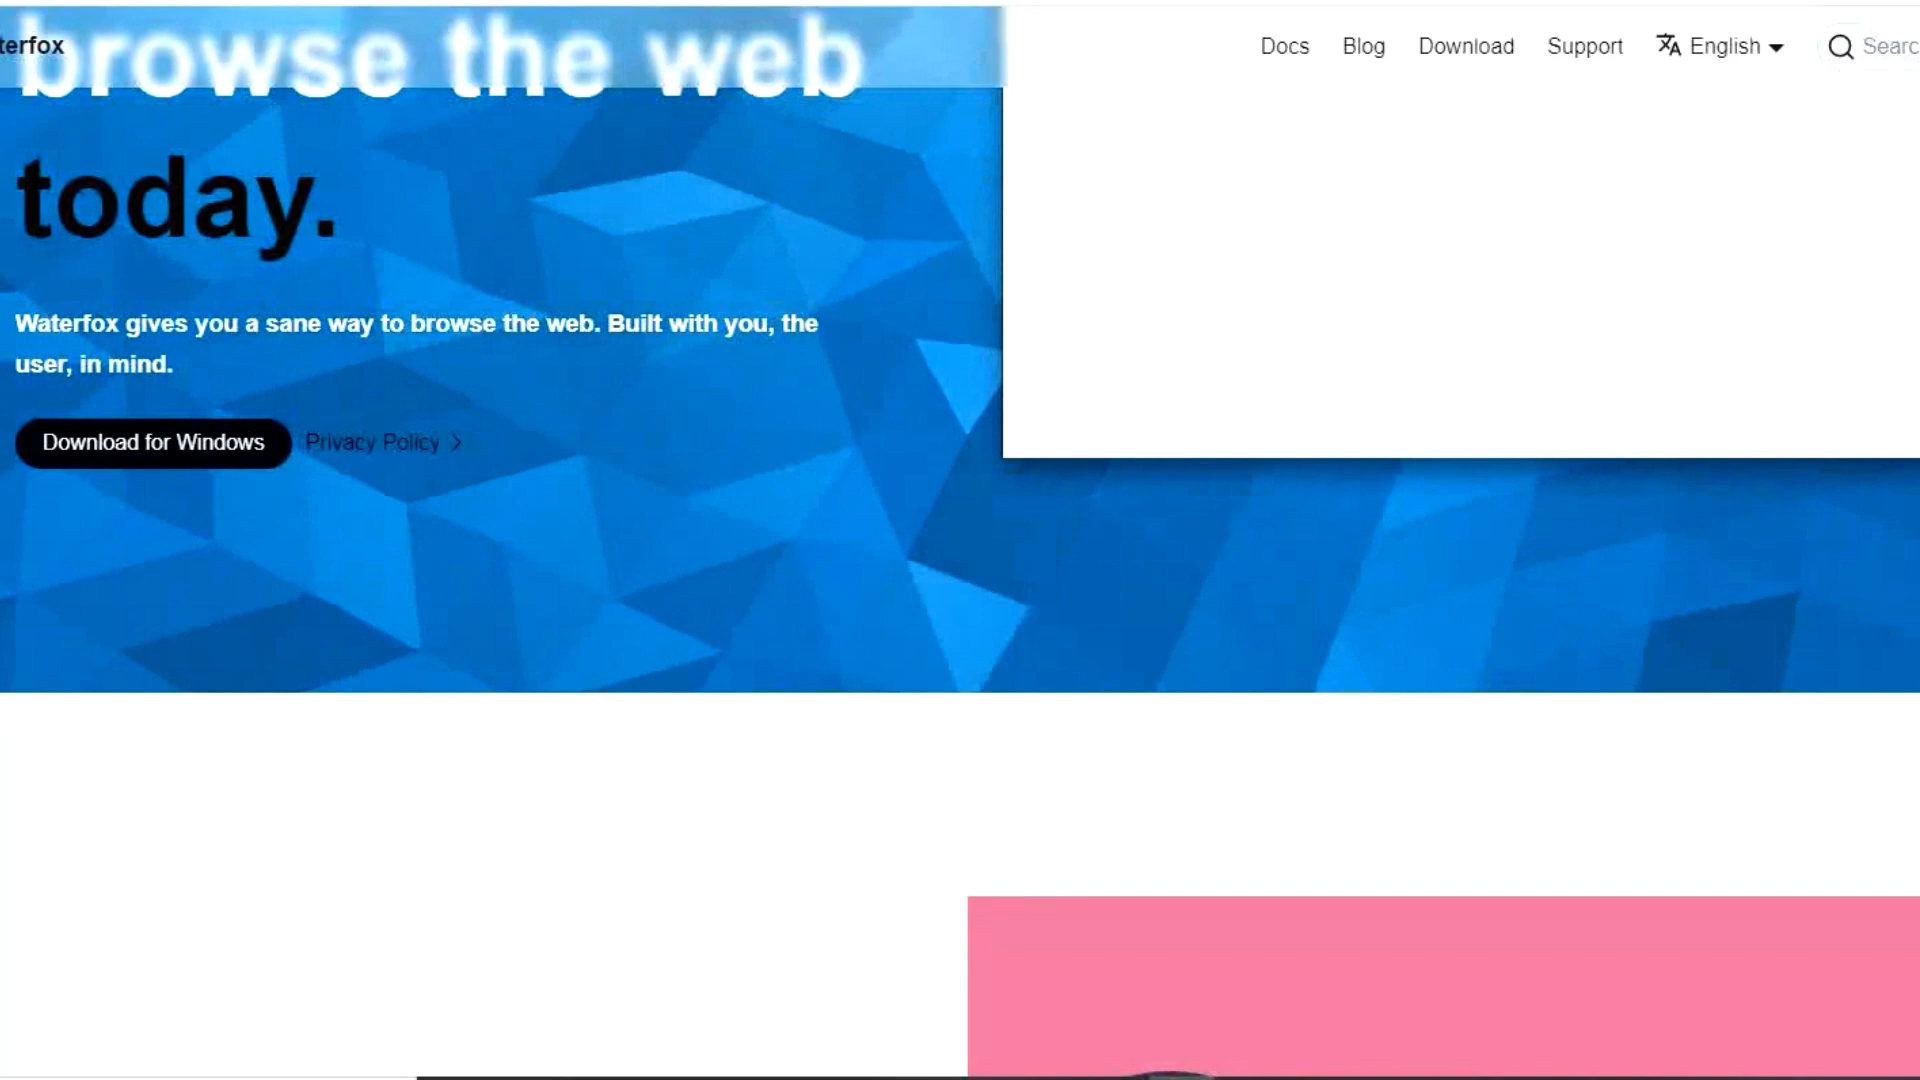 terfox
Docs Blog Download Support English Searc
browse the web
today.
Waterfox gives you a sane way to browse the web. Built with you, the
user, in mind.
Download for Windows Privacy Policy